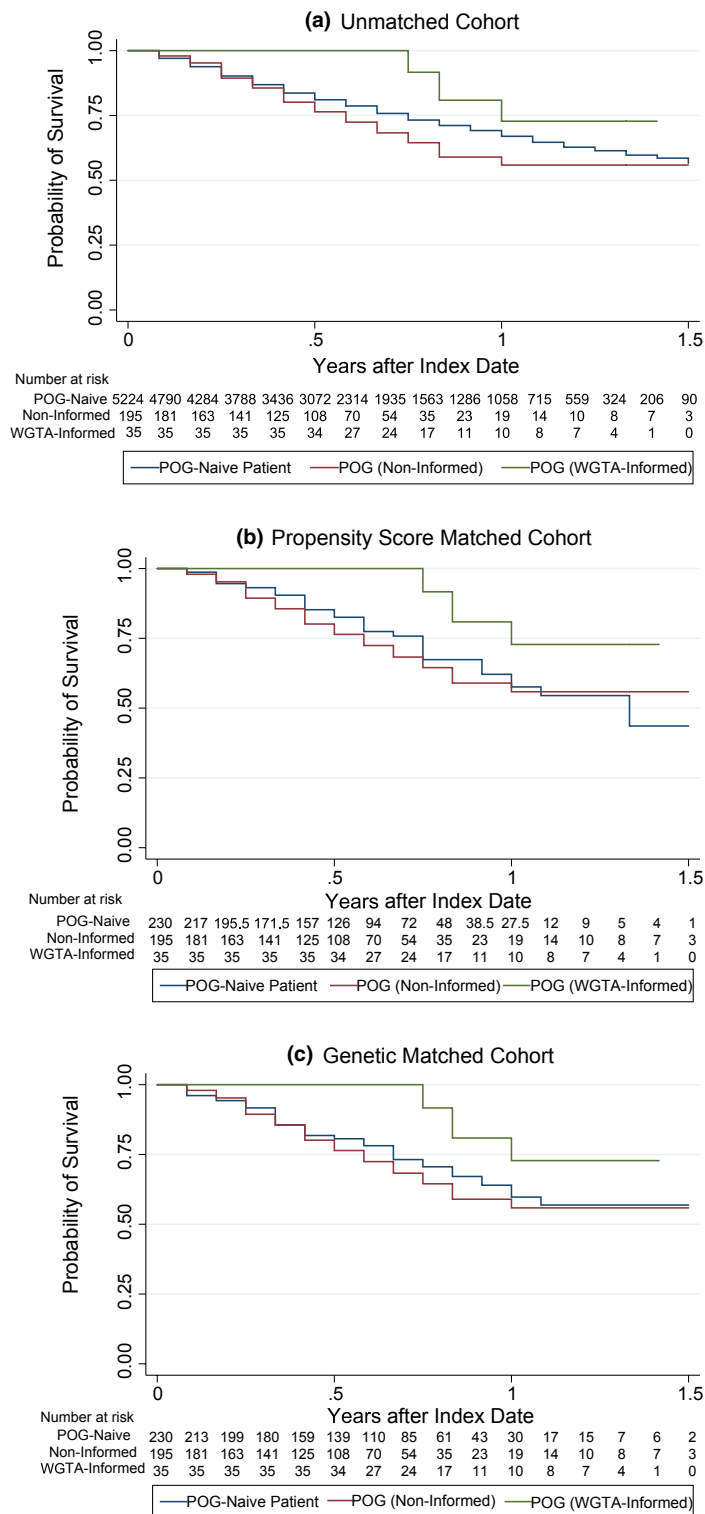 (a) Unmatched Cohort
Probability of Survival
1.00
0.75
0.50
0.25
0.00
0 .5 1 1.5
Years after Index Date
Number at risk
POG-Naive 5224 4790 4284 3788 3436 3072 2314 1935 1563 1286 1058 715 559 324 206 90
Non-Informed 195 181 163 141 125 108 70 54 35 23 19 14 10 8 7 3
WGTA-Informed 35 35 35 35 35 34 27 24 17 11 10 8 7 4 1 0
POG-Naive Patient POG (Non-Informed) POG (WGTA-Informed)
(b) Propensity Score Matched Cohort
Probability of Survival
1.00
0.75
0.50
0.25
0.00
0 .5 1 1.5
Years after Index Date
Number at risk
POG-Naive 230 217 195.5 171.5 157 126 94 72 48 38.5 27.5 12 9 5 4 1
Non-Informed 195 181 163 141 125 108 70 54 35 23 19 14 10 8 7 3
WGTA-Informed 35 35 35 35 35 34 27 24 17 11 10 8 7 4 1 0
POG-Naive Patient POG (Non-Informed) POG (WGTA-Informed)
(c) Genetic Matched Cohort
Probability of Survival
1.00
0.75
0.50
0.25
0.00
0 .5 1 1.5
Years after Index Date
Number at risk
POG-Naive 230 213 199 180 159 139 110 85 61 43 30 17 15 7 6 2
Non-Informed 195 181 163 141 125 108 70 54 35 23 19 14 10 8 7 3
WGTA-Informed 35 35 35 35 35 34 27 24 17 11 10 8 7 4 1 0
POG-Naive Patient POG (Non-Informed) POG (WGTA-Informed)